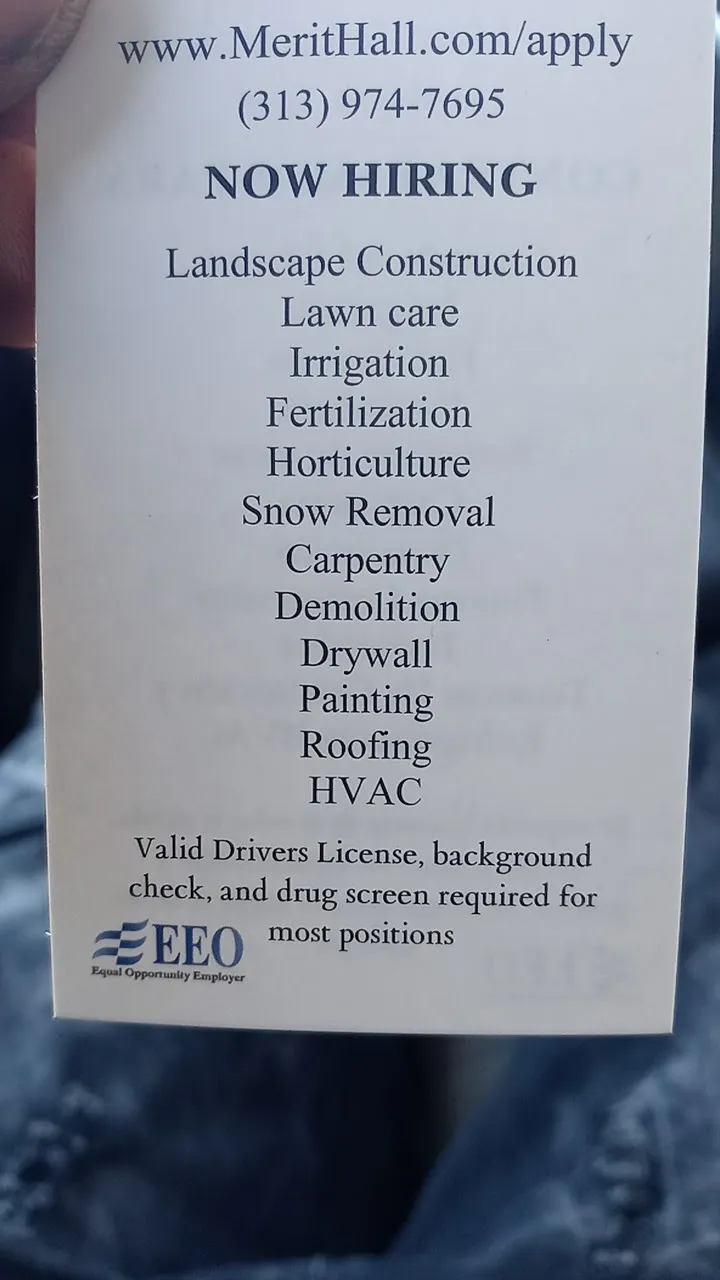 www.MeritHall.com/apply
(313) 974-7695
NOW HIRING
Landscape Construction
Lawn care
Irrigation
Fertilization
Horticulture
Snow Removal
Carpentry
Demolition
Drywall
Painting
Roofing
HVAC
Valid Drivers License, background
check, and drug screen required for
most positions
EEO
Equal Opportunity Employer